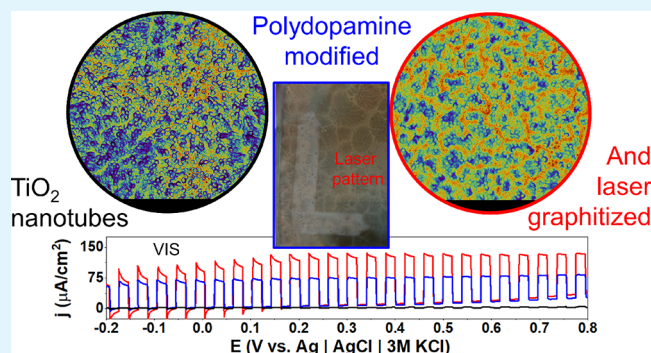 Polydopamine
modified
TiO2
nanotubes
Laser
pattern
And
laser
graphitized
VIS
j (μA/cm²)
150
75
0
-0.2 -0.1 0.0 0.1 0.2 0.3 0.4 0.5 0.6 0.7 0.8
E (V vs. Ag | AgCl | 3M KCl)